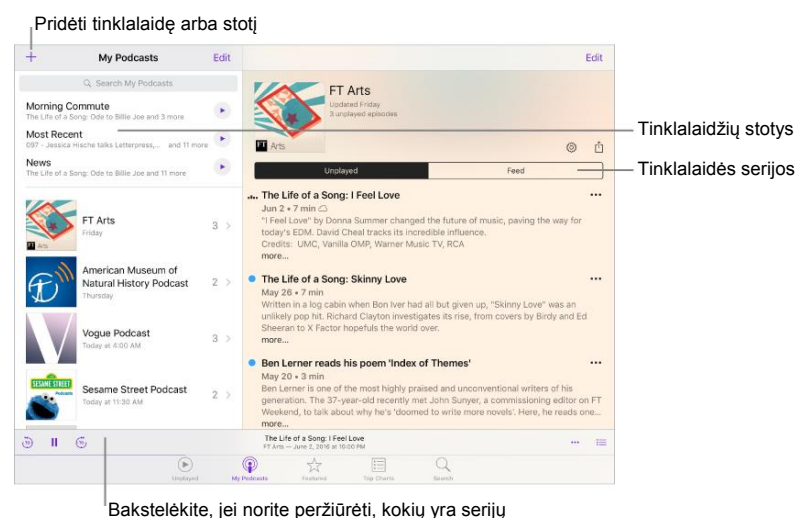 Pridėti tinklalaidę arba stotį
My Podcasts
Edit
Search My Podcasts
Morning Commute
The Life of a Song: Ode to Billie Joe and 3 more
Most Recent
097 - Jessica Hische talks Letterpress,... and 11 more
News
The Life of a Song: Ode to Billie Joe and 11 more
FT Arts
Friday
3
American Museum of
Natural History Podcast
Thursday
2
Vogue Podcast
Today at 4:00 AM
3
SESAME STREET
Podcasts
Sesame Street Podcast
Today at 11:30 AM
2
Edit
FT Arts
Updated Friday
3 unplayed episodes
FT Arts
Unplayed
Feed
Tinklalaidžių stotys
Tinklalaidės serijos
The Life of a Song: I Feel Love
Jun 2 • 7 min
"I Feel Love" by Donna Summer changed the future of music, paving the way for
today's EDM. David Cheal tracks its incredible influence.
Credits: UMC, Vanilla OMP, Warner Music TV, RCA
more...
The Life of a Song: Skinny Love
May 26 • 7 min
Written in a log cabin when Bon Iver had all but given up, "Skinny Love" was an
unlikely pop hit. Richard Clayton investigates its rise, from covers by Birdy and Ed
Sheeran to X Factor hopefuls the world over.
more...
Ben Lerner reads his poem 'Index of Themes'
May 20 • 3 min
Ben Lerner is one of the most highly praised and unconventional writers of his
generation. The 37-year-old recently met John Sunyer, a commissioning editor on FT
Weekend, to talk about why he's 'doomed to write more novels'. Here, he reads one...
more...
The Life of a Song: I Feel Love
FT Arts — June 2, 2016 at 10:00 PM
Unplayed
My Podcasts
Featured
Top Charts
Search
Bakstelėkite, jei norite peržiūrėti, kokių yra serijų